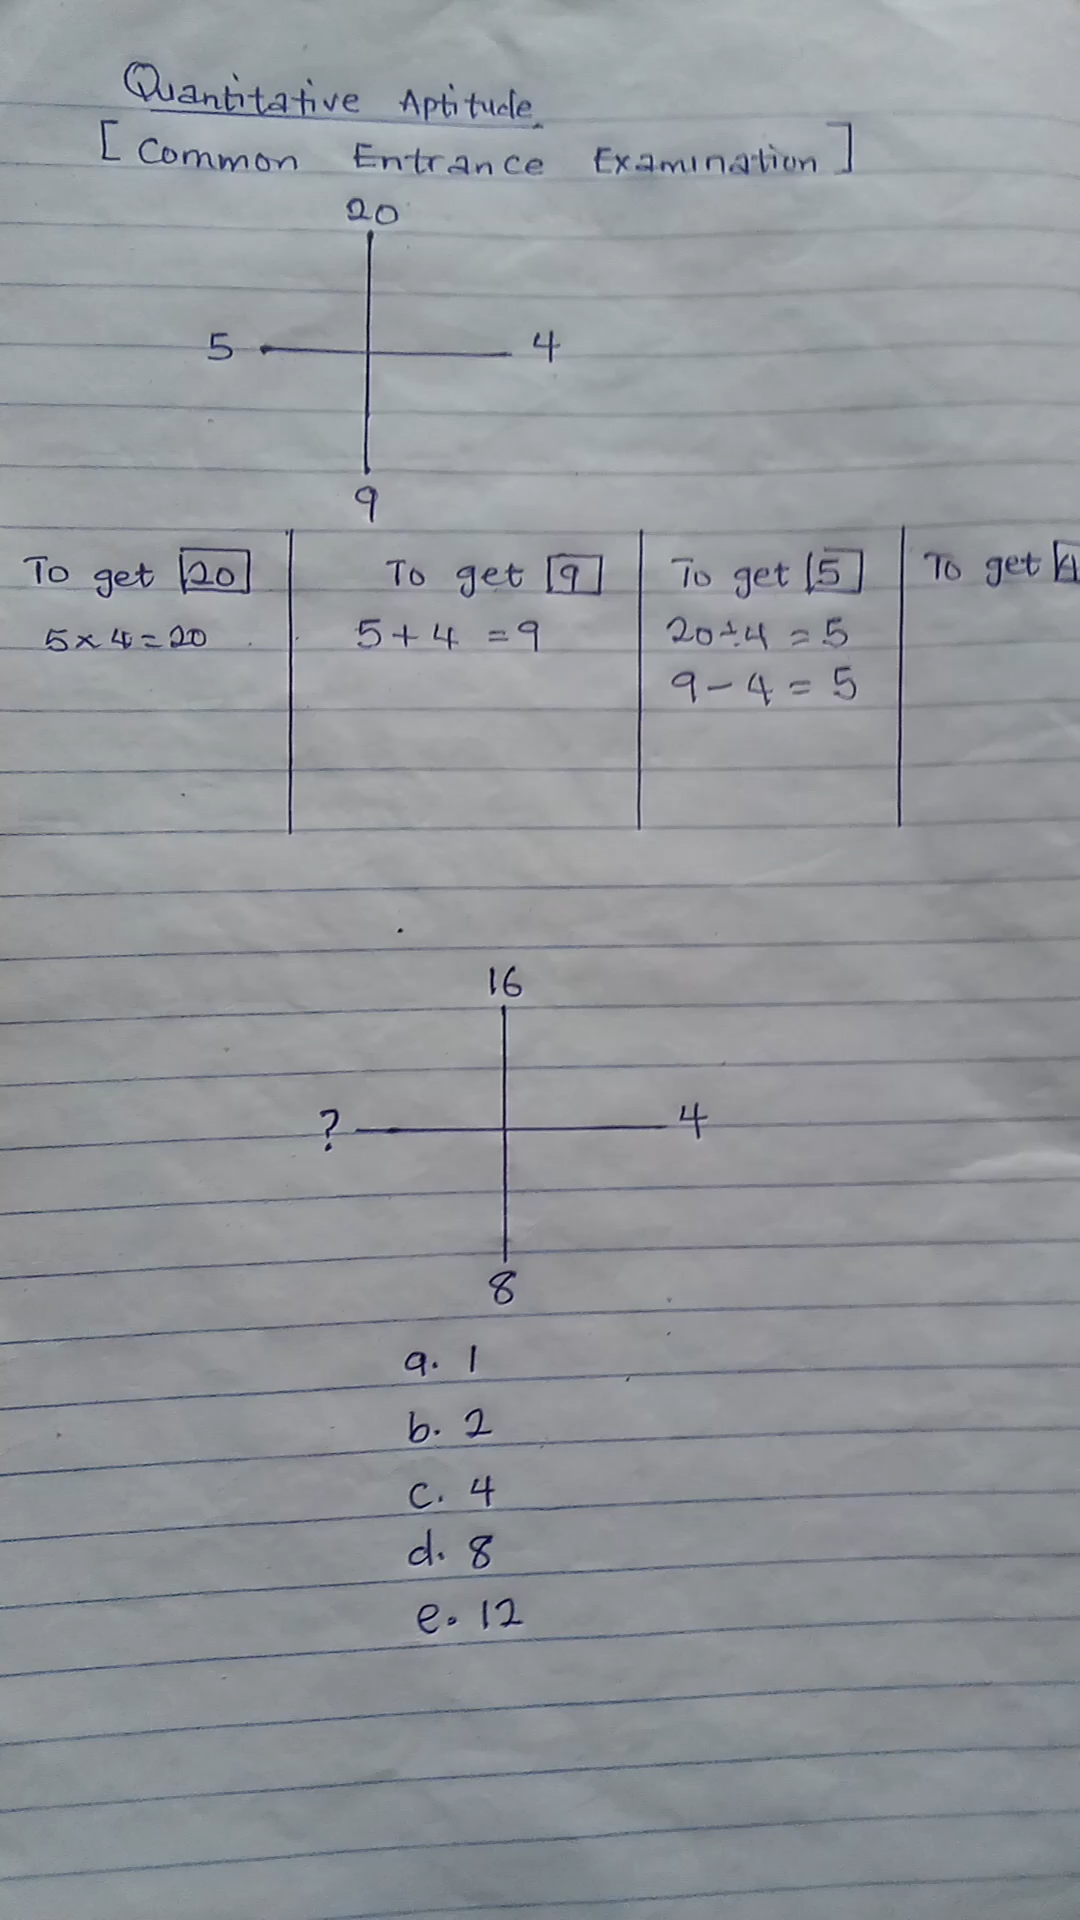 Quantitative Aptitude
[Common Entrance Examination]
20
5 4
9
To get 20 To get 9 To get 5 To get 4
5 × 4 = 20 5 + 4 = 9 20 ÷ 4 = 5
9 - 4 = 5
16
? 4
8
a. 1
b. 2
c. 4
d. 8
e. 12